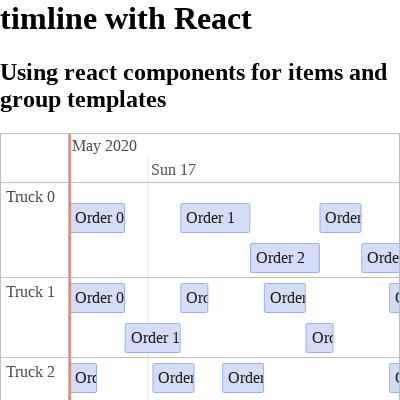 timline with React
Using react components for items and
group templates
May 2020
Sun 17
Truck 0
Order 0 Order 1 Order
Order 2 Orde
Truck 1
Order 0 Orc Order
Order 1 Orc
Truck 2
Orc Order Order